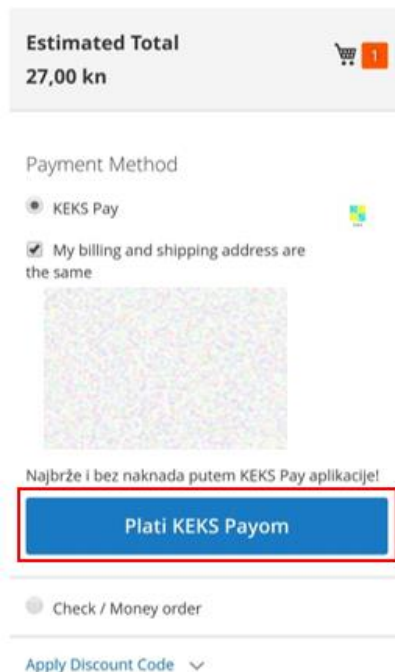 Estimated Total
27,00 kn
1
Payment Method
KEKS Pay
My billing and shipping address are
the same
Najbrže i bez naknada putem KEKS Pay aplikacije!
Plati KEKS Payom
Check / Money order
Apply Discount Code